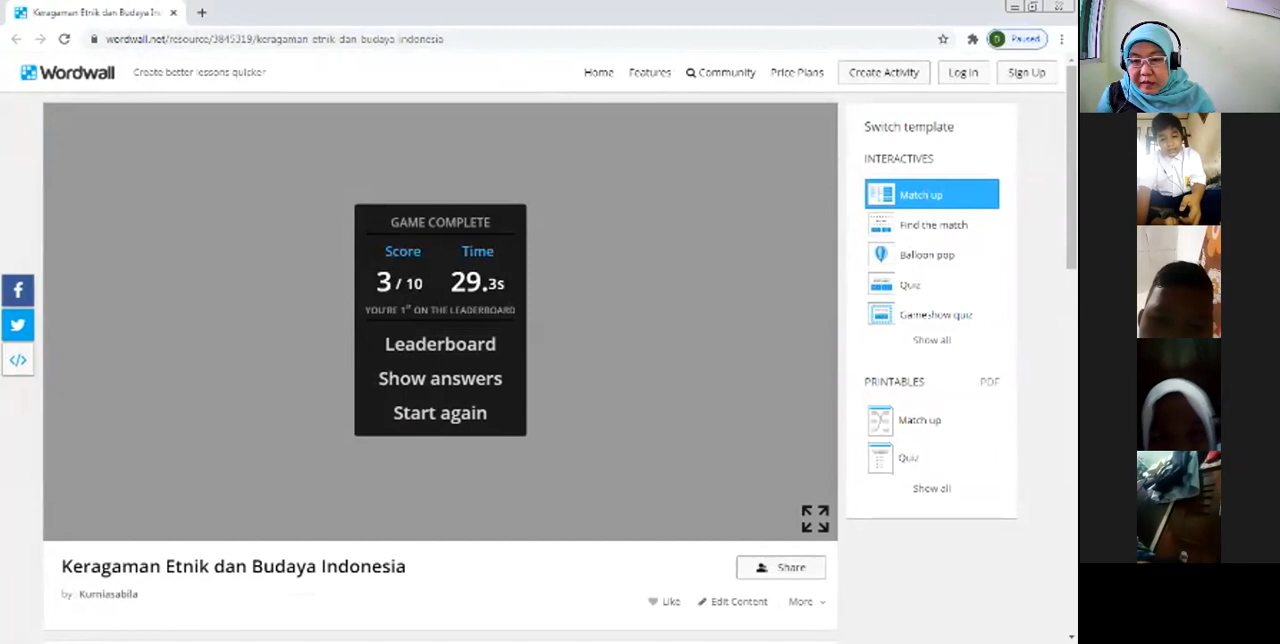 Keragaman Etnik dan Budaya In
wordwall.net/resource/3845319/keragaman-etnik-dan-budaya-indonesia
D Paused
Wordwall Create better lessons quicker
Home Features Community Price Plans Create Activity Log In Sign Up
GAME COMPLETE
Score Time
3 / 10 29.3s
YOU'RE 1ST ON THE LEADERBOARD
Leaderboard
Show answers
Start again
Switch template
INTERACTIVES
Match up
Find the match
Balloon pop
Quiz
Gameshow quiz
Show all
PRINTABLES PDF
Match up
Quiz
Show all
Keragaman Etnik dan Budaya Indonesia
Share
by Kurniasabila
Like Edit Content More